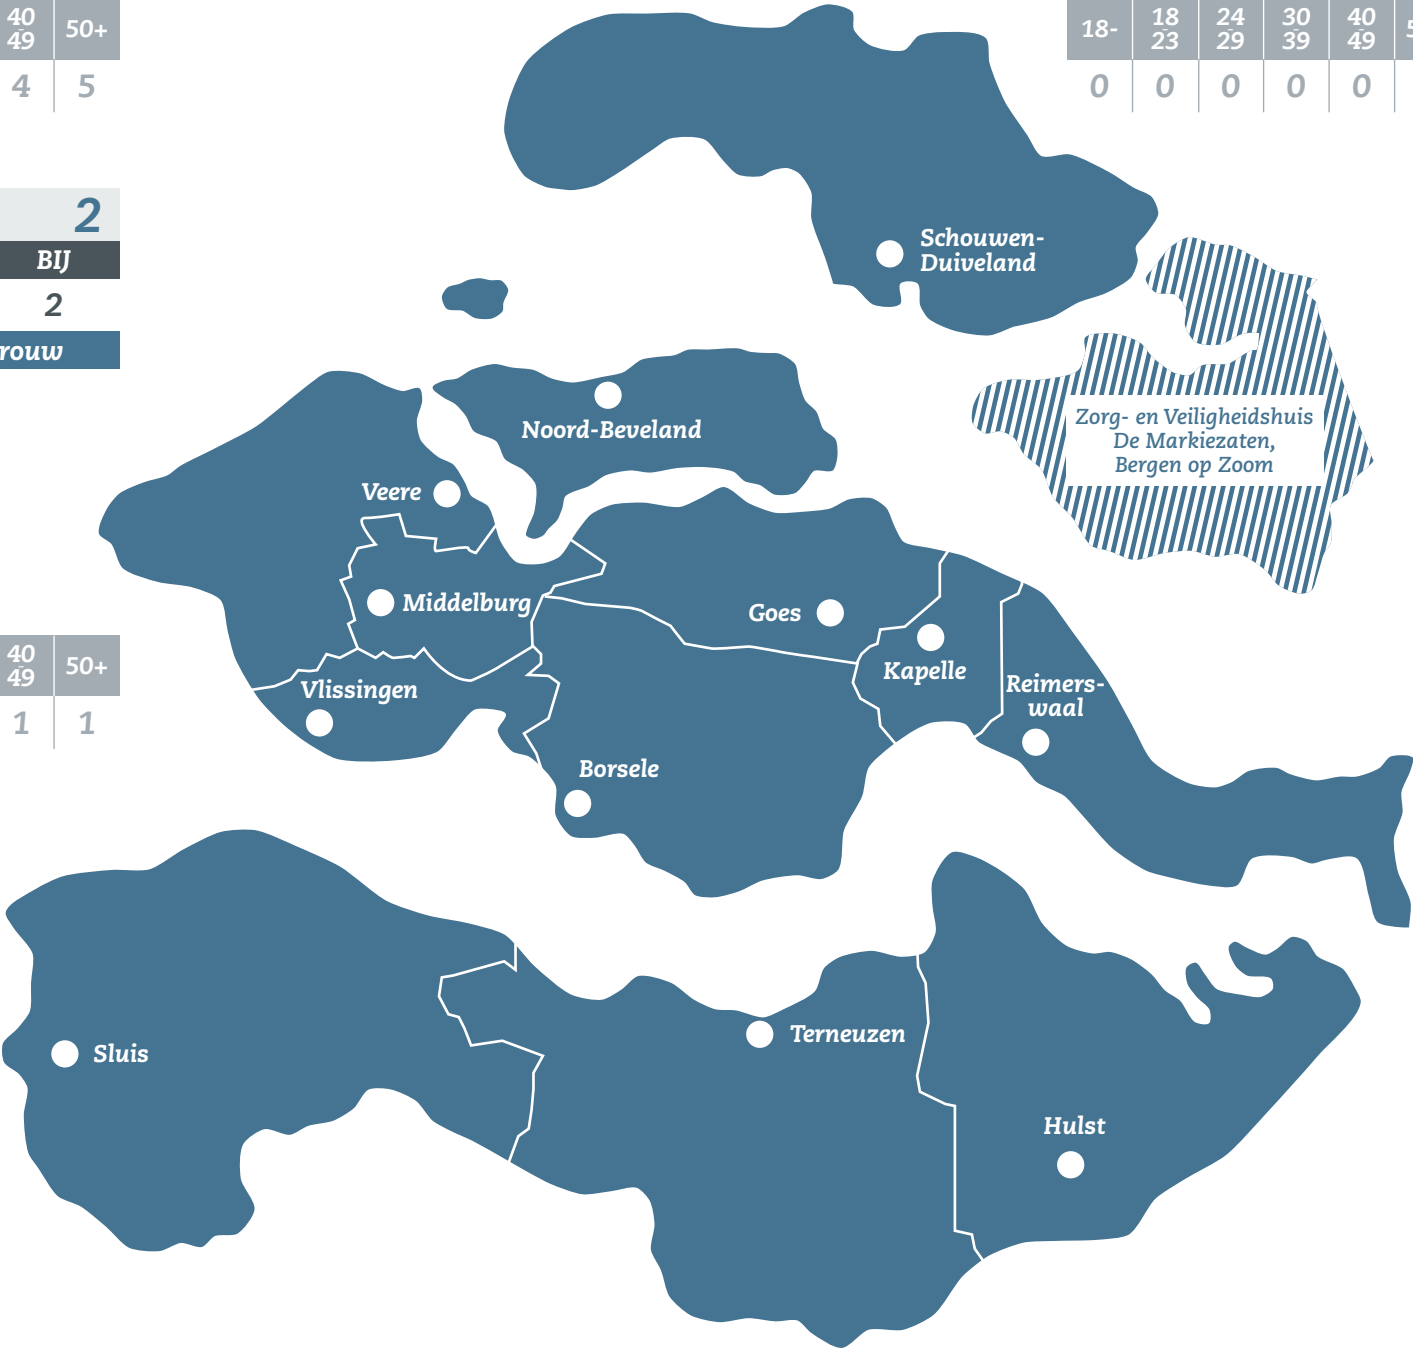 40 49 50+
4 5
18- 18 23 24 29 30 39 40 49
0 0 0 0 0
2
BIJ
2
rouw
Schouwen-
Duiveland
Zorg- en Veiligheidshuis
De Markiezaten,
Bergen op Zoom
Noord-Beveland
Veere
Middelburg
Goes
Kapelle
Reimers-
waal
Vlissingen
40 49 50+
1 1
Borsele
Sluis
Terneuzen
Hulst